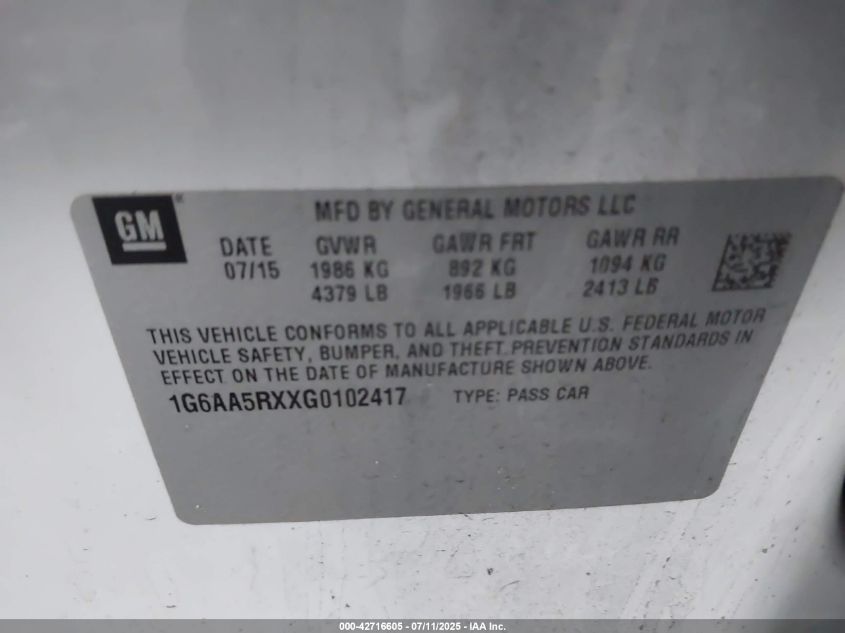 GM
MFD BY GENERAL MOTORS LLC
DATE GVWR GAWR FRT GAWR RR
07/15 1986 KG 892 KG 1094 KG
4379 LB 1966 LB 2413 LB
THIS VEHICLE CONFORMS TO ALL APPLICABLE U.S. FEDERAL MOTOR
VEHICLE SAFETY, BUMPER, AND THEFT PREVENTION STANDARDS IN
EFFECT ON THE DATE OF MANUFACTURE SHOWN ABOVE.
1G6AA5RXXG0102417 TYPE: PASS CAR
000-42716605 - 07/11/2025 - IAA Inc.